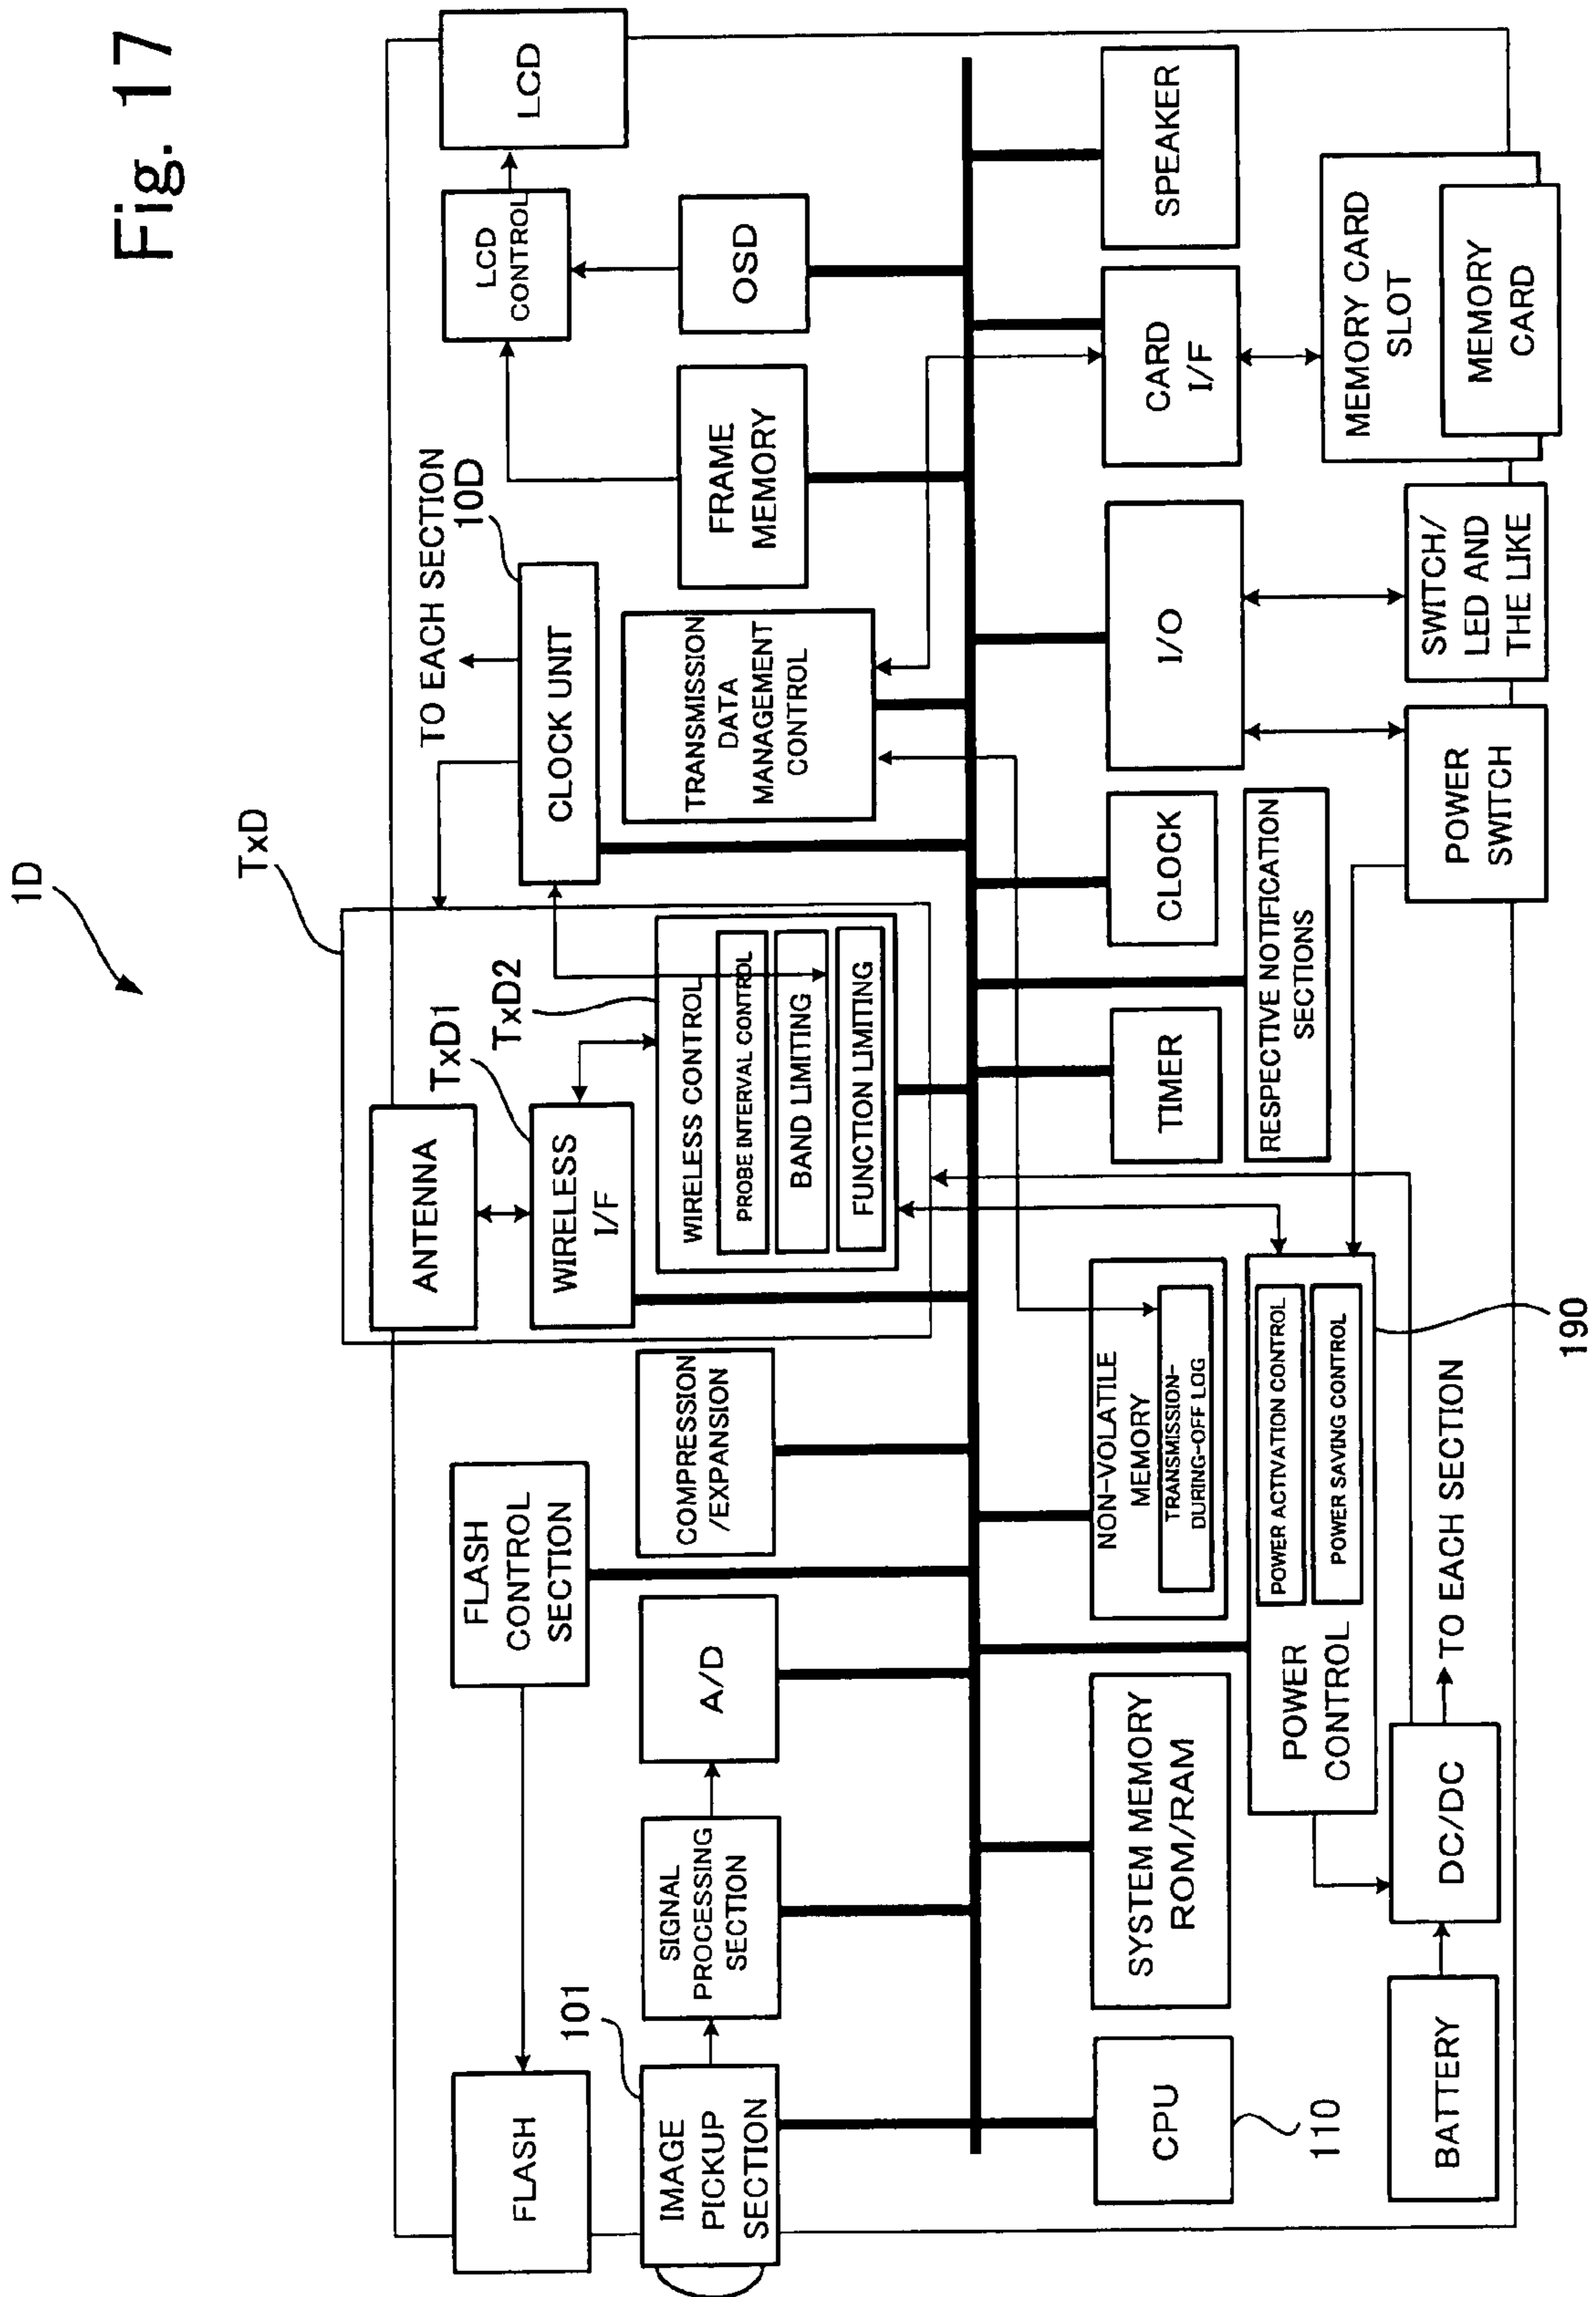 Fig. 17
1D
TxD
TO EACH SECTION
10D
LCD
LCD
CONTROL
OSD
FRAME
MEMORY
CLOCK UNIT
TRANSMISSION
DATA
MANAGEMENT
CONTROL
TxD1
TxD2
ANTENNA
WIRELESS
I/F
WIRELESS CONTROL
PROBE INTERVAL CONTROL
BAND LIMITING
FUNCTION LIMITING
COMPRESSION
/EXPANSION
FLASH
CONTROL
SECTION
A/D
SIGNAL
PROCESSING
SECTION
101
FLASH
IMAGE
PICKUP
SECTION
CPU
110
SYSTEM MEMORY
ROM/RAM
NON-VOLATILE
MEMORY
TRANSMISSION-
DURING-OFF LOG
POWER
CONTROL
POWER ACTIVATION CONTROL
POWER SAVING CONTROL
190
BATTERY
DC/DC
TO EACH SECTION
TIMER
RESPECTIVE NOTIFICATION
SECTIONS
CLOCK
I/O
POWER
SWITCH
SWITCH/
LED AND
THE LIKE
CARD
I/F
SPEAKER
MEMORY CARD
SLOT
MEMORY
CARD